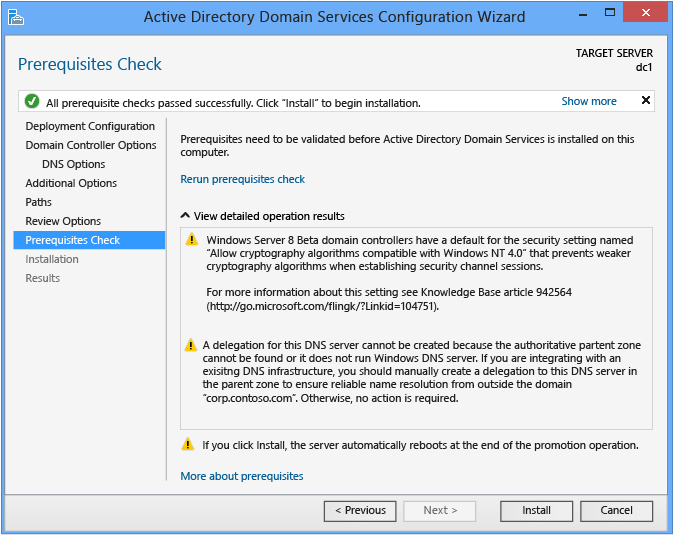 Active Directory Domain Services Configuration Wizard
Prerequisites Check
TARGET SERVER
dc1
All prerequisite checks passed successfully. Click "Install" to begin installation.
Show more
Deployment Configuration
Domain Controller Options
DNS Options
Additional Options
Paths
Review Options
Prerequisites Check
Installation
Results
Prerequisites need to be validated before Active Directory Domain Services is installed on this
computer.
Rerun prerequisites check
View detailed operation results
Windows Server 8 Beta domain controllers have a default for the security setting named
"Allow cryptography algorithms compatible with Windows NT 4.0" that prevents weaker
cryptography algorithms when establishing security channel sessions.
For more information about this setting see Knowledge Base article 942564
(http://go.microsoft.com/flingk/?Linkid=104751).
A delegation for this DNS server cannot be created because the authoritative partent zone
cannot be found or it does not run Windows DNS server. If you are integrating with an
exisitng DNS infrastructure, you should manually create a delegation to this DNS server in
the parent zone to ensure reliable name resolution from outside the domain
"corp.contoso.com". Otherwise, no action is required.
If you click Install, the server automatically reboots at the end of the promotion operation.
More about prerequisites
< Previous
Next >
Install
Cancel